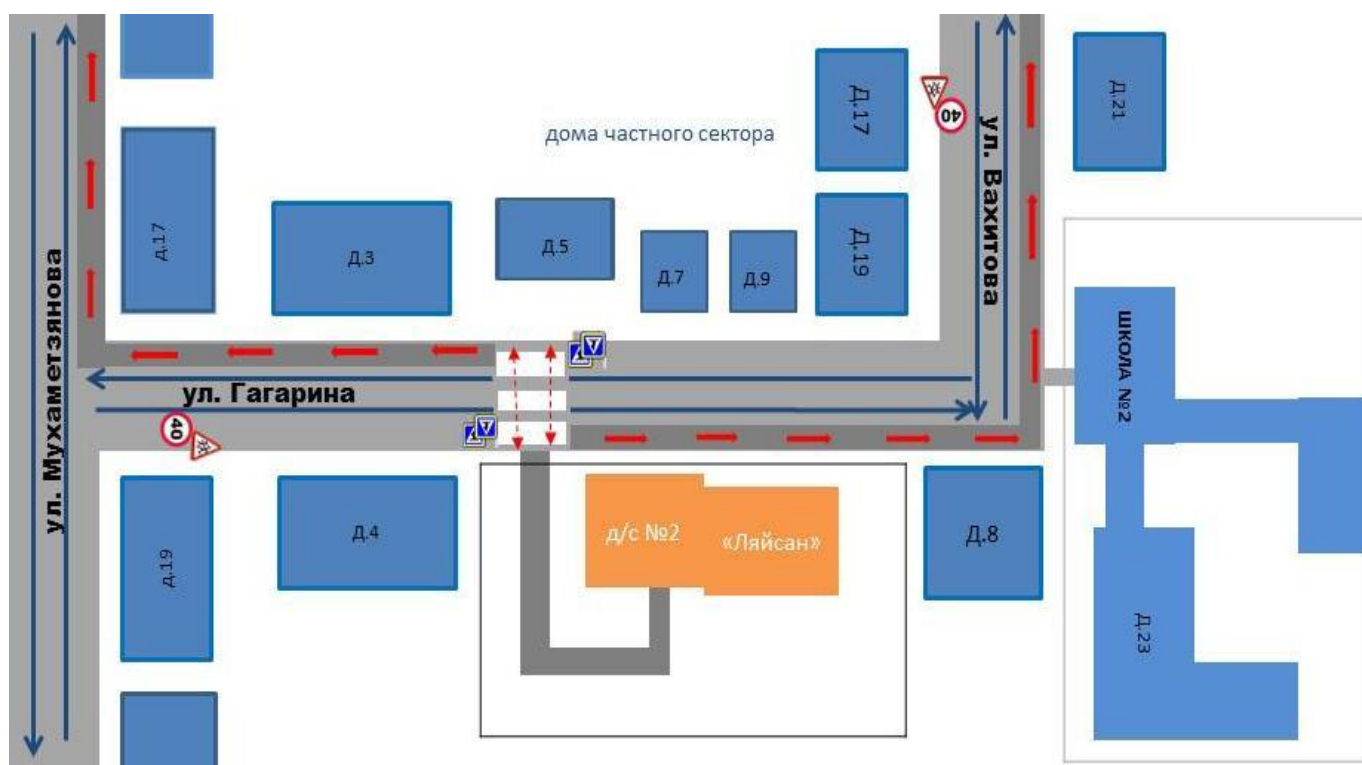 дома частного сектора
Д.17
40
ул. Вахитова
Д.21
д.17
Д.3
Д.5
Д.7
Д.9
Д.19
ул. Мухаметзянова
ул. Гагарина
40
ШКОЛА №2
д.19
Д.4
д/с №2
«Ляйсан»
Д.8
Д.23